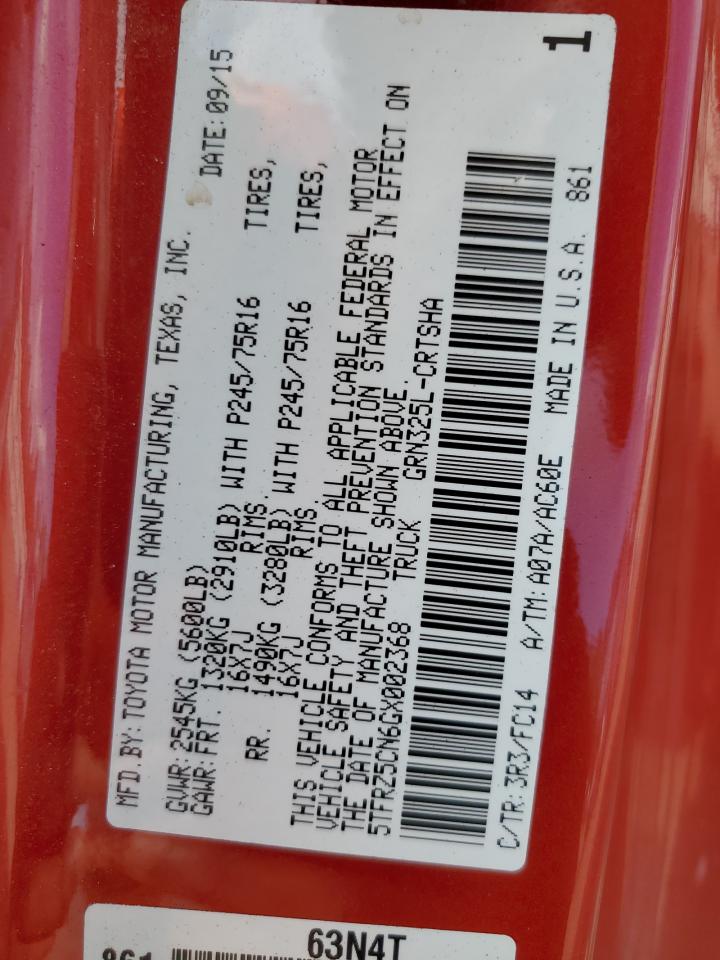 MFD.BY: TOYOTA MOTOR MANUFACTURING, TEXAS, INC.
DATE: 09/15
GVWR: 2545KG (5600LB)
GAWR: FRT. 1320KG (2910LB) WITH P245/75R16 TIRES,
16X7J RIMS
RR. 1490KG (3280LB) WITH P245/75R16 TIRES,
16X7J RIMS.
THIS VEHICLE CONFORMS TO ALL APPLICABLE FEDERAL MOTOR
VEHICLE SAFETY AND THEFT PREVENTION STANDARDS IN EFFECT ON
THE DATE OF MANUFACTURE SHOWN ABOVE.
5TFRZ5CN6GX002368 TRUCK GRN325L-CRTSHA
C/TR: 3R3/FC14 A/TM: A07A/AC60E MADE IN U.S.A. 861
1
63N4T
861